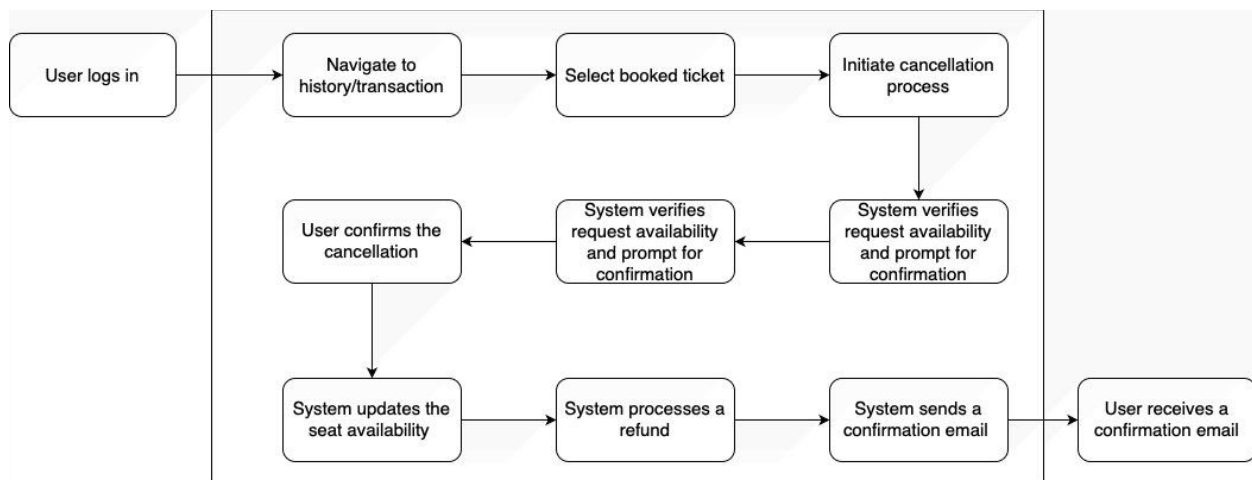 User logs in
Navigate to
history/transaction
Select booked ticket
Initiate cancellation
process
System verifies
request availability
and prompt for
confirmation
System verifies
request availability
and prompt for
confirmation
User confirms the
cancellation
System updates the
seat availability
System processes a
refund
System sends a
confirmation email
User receives a
confirmation email